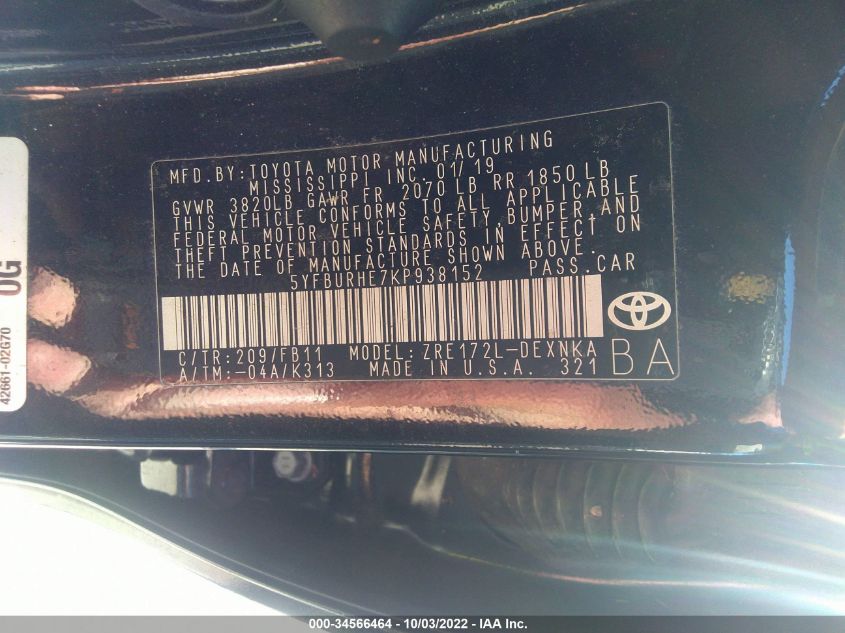 MFD. BY: TOYOTA MOTOR MANUFACTURING
MISSISSIPPI INC. 01/19
GVWR 3820LB GAWR FR 2070 LB RR 1850 LB
THIS VEHICLE CONFORMS TO ALL APPLICABLE
FEDERAL MOTOR VEHICLE SAFETY, BUMPER, AND
THEFT PREVENTION STANDARDS IN EFFECT ON
THE DATE OF MANUFACTURE SHOWN ABOVE.
5YFBURHE7KP938152 PASS. CAR
C/TR: 209/FB11 MODEL: ZRE172L-DEXNKA
A/TM: -04A/K313 MADE IN U.S.A. 321
BA
42661-02G70
0G
000-34566464 - 10/03/2022 - IAA Inc.